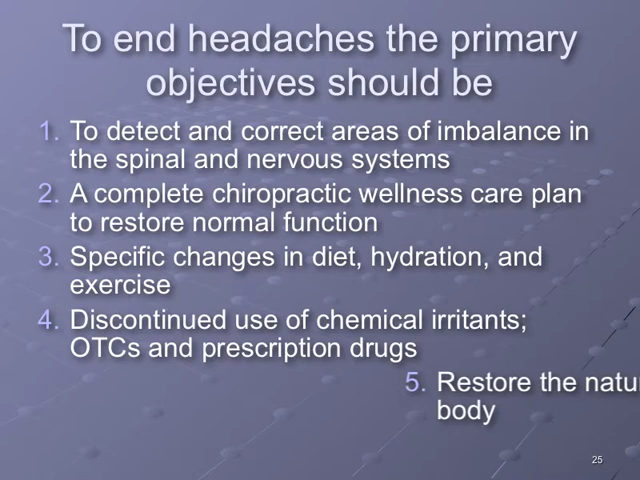 To end headaches the primary
objectives should be
1. To detect and correct areas of imbalance in
the spinal and nervous systems
2. A complete chiropractic wellness care plan
to restore normal function
3. Specific changes in diet, hydration, and
exercise
4. Discontinued use of chemical irritants;
OTCs and prescription drugs
5. Restore the
body
25